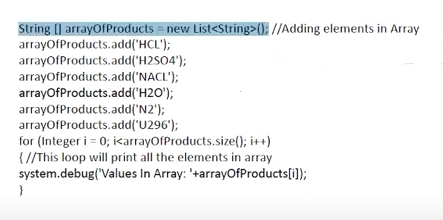 String [] arrayOfProducts = new List<String>(); //Adding elements in Array
arrayOfProducts.add('HCL');
arrayOfProducts.add('H2SO4');
arrayOfProducts.add('NACL');
arrayOfProducts.add('H2O');
arrayOfProducts.add('N2');
arrayOfProducts.add('U296');
for (Integer i = 0; i<arrayOfProducts.size(); i++)
{ //This loop will print all the elements in array
system.debug('Values In Array: '+arrayOfProducts[i]);
}